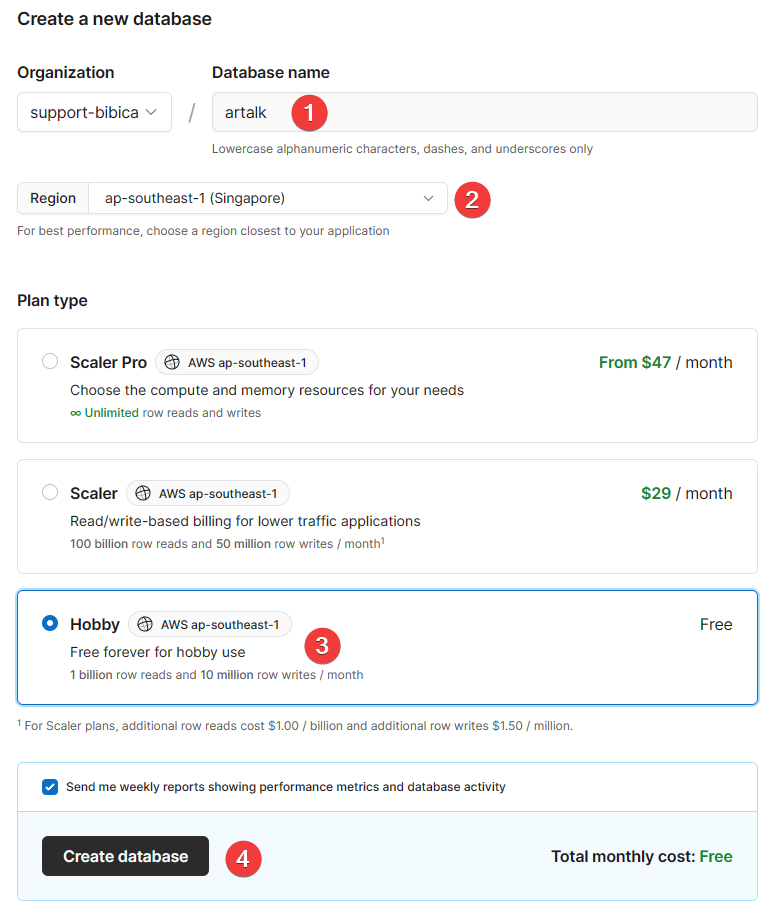 Create a new database
Organization
Database name
support-bibica
/
artalk
1
Lowercase alphanumeric characters, dashes, and underscores only
Region
ap-southeast-1 (Singapore)
2
For best performance, choose a region closest to your application
Plan type
Scaler Pro AWS ap-southeast-1 From $47 / month
Choose the compute and memory resources for your needs
∞ Unlimited row reads and writes
Scaler AWS ap-southeast-1 $29 / month
Read/write-based billing for lower traffic applications
100 billion row reads and 50 million row writes / month¹
Hobby AWS ap-southeast-1 Free
Free forever for hobby use
3
1 billion row reads and 10 million row writes / month
¹ For Scaler plans, additional row reads cost $1.00 / billion and additional row writes $1.50 / million.
Send me weekly reports showing performance metrics and database activity
Create database
4
Total monthly cost: Free